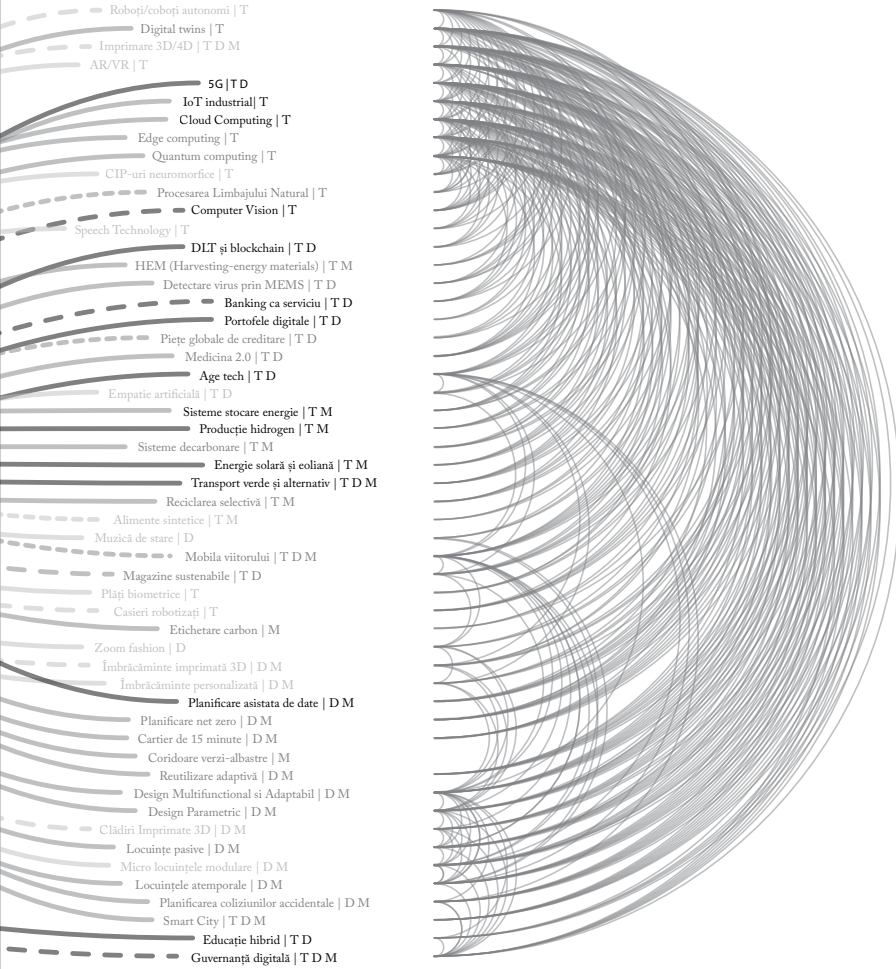 Roboți/coboți autonomi | T
Digital twins | T
Imprimare 3D/4D | T D M
AR/VR | T
5G | T D
IoT industrial| T
Cloud Computing | T
Edge computing | T
Quantum computing | T
CIP-uri neuromorfice | T
Procesarea Limbajului Natural | T
Computer Vision | T
Speech Technology | T
DLT și blockchain | T D
HEM (Harvesting-energy materials) | T M
Detectare virus prin MEMS | T D
Banking ca serviciu | T D
Portofele digitale | T D
Piețe globale de creditare | T D
Medicina 2.0 | T D
Age tech | T D
Empatie artificială | T D
Sisteme stocare energie | T M
Producție hidrogen | T M
Sisteme decarbonare | T M
Energie solară și eoliană | T M
Transport verde și alternativ | T D M
Reciclarea selectivă | T M
Alimente sintetice | T M
Muzică de stare | D
Mobila viitorului | T D M
Magazine sustenabile | T D
Plăți biometrice | T
Casieri robotizați | T
Etichetare carbon | M
Zoom fashion | D
Îmbrăcăminte imprimată 3D | D M
Îmbrăcăminte personalizată | D M
Planificare asistata de date | D M
Planificare net zero | D M
Cartier de 15 minute | D M
Coridoare verzi-albastre | M
Reutilizare adaptivă | D M
Design Multifunctional si Adaptabil | D M
Design Parametric | D M
Clădiri Imprimate 3D | D M
Locuințe pasive | D M
Micro locuințele modulare | D M
Locuințele atemporale | D M
Planificarea coliziunilor accidentale | D M
Smart City | T D M
Educație hibrid | T D
Guvernanță digitală | T D M